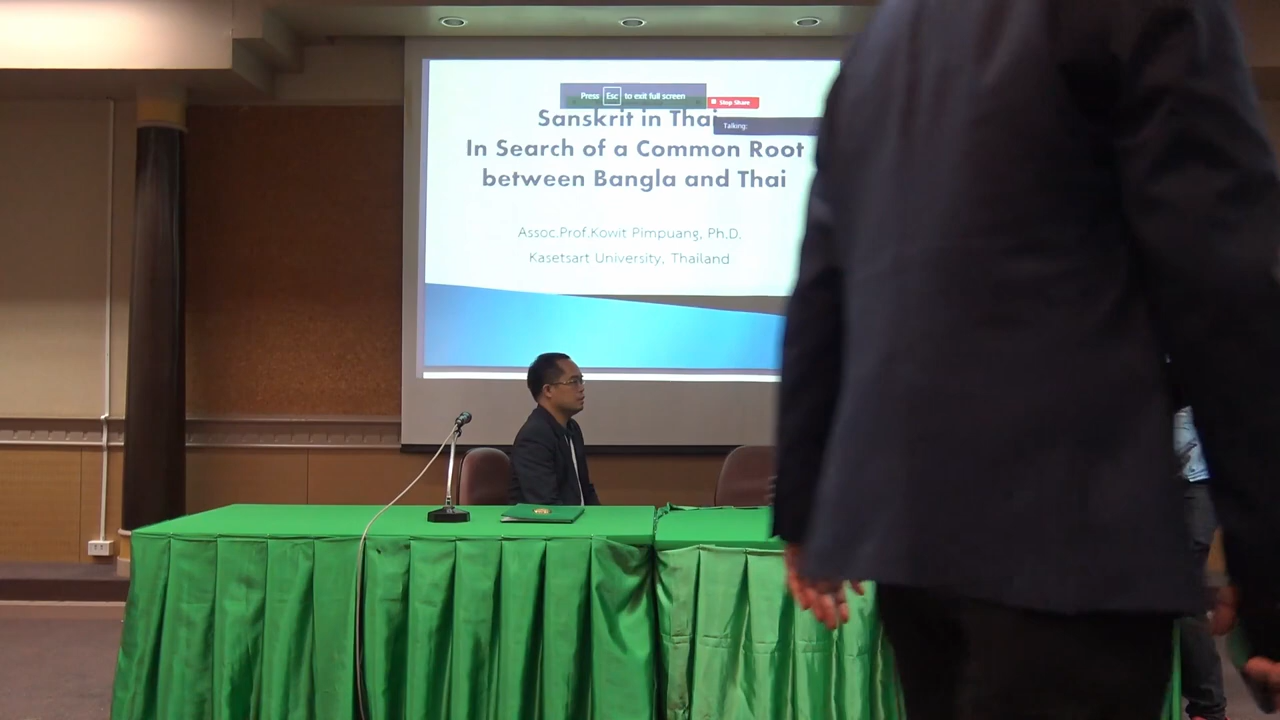 Press Esc to exit full screen
Stop Share
Talking:
Sanskrit in Thai
In Search of a Common Root
between Bangla and Thai
Assoc.Prof.Kowit Pimpuang, Ph.D.
Kasetsart University, Thailand